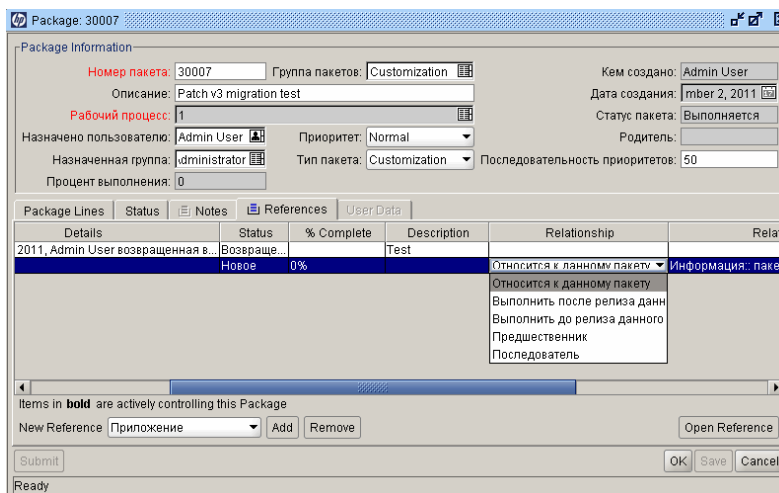 hp Package: 30007
Package Information
Номер пакета: 30007 Группа пакетов: Customization Кем создано: Admin User
Описание: Patch v3 migration test Дата создания: mber 2, 2011
Рабочий процесс: 1 Статус пакета: Выполняется
Назначено пользователю: Admin User Приоритет: Normal Родитель:
Назначенная группа: dministrator Тип пакета: Customization Последовательность приоритетов: 50
Процент выполнения: 0
Package Lines Status Notes References User Data
Details Status % Complete Description Relationship Rela
2011, Admin User возвращенная в... Возвраще... Test
Новое 0% Относится к данному пакету Информация:: паке
Относится к данному пакету
Выполнить после релиза данн
Выполнить до релиза данного
Предшественник
Последователь
Items in bold are actively controlling this Package
New Reference Приложение Add Remove Open Reference
Submit OK Save Cancel
Ready